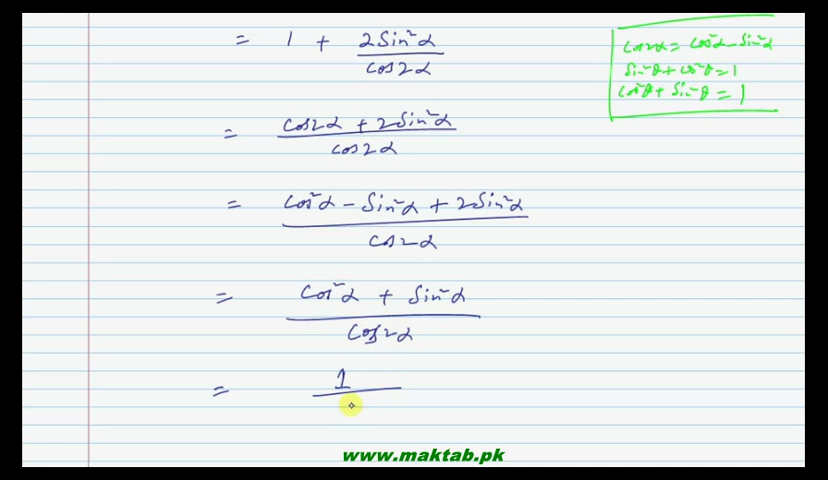 = 1 + 2Sin²α / cos2α
cos2α = cos²α - Sin²α
Sin²θ + cos²θ = 1
cos²θ + Sin²θ = 1
= cos2α + 2Sin²α / cos2α
= cos²α - Sin²α + 2Sin²α / cos2α
= cos²α + Sin²α / cos2α
= 1
www.maktab.pk